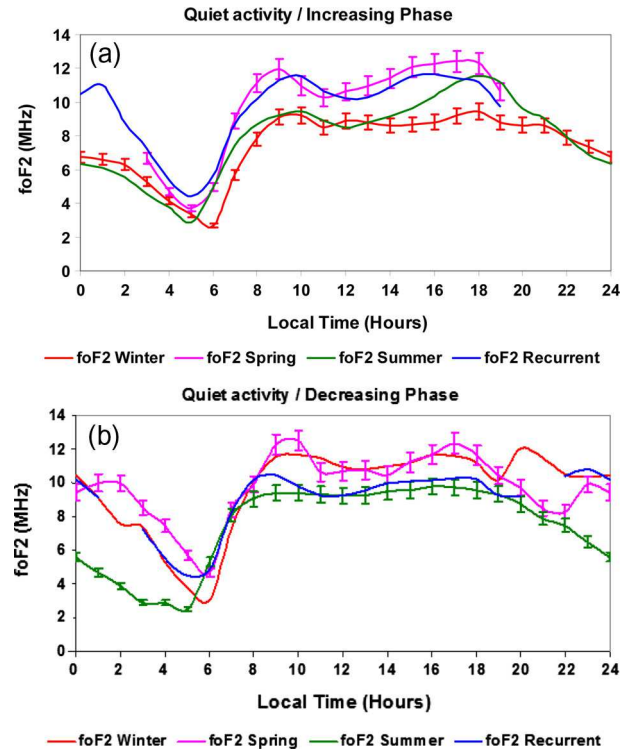 Quiet activity / Increasing Phase
(a)
14
12
10
8
6
4
2
0
foF2 (MHz)
0 2 4 6 8 10 12 14 16 18 20 22 24
Local Time (Hours)
foF2 Winter foF2 Spring foF2 Summer foF2 Recurrent
Quiet activity / Decreasing Phase
(b)
14
12
10
8
6
4
2
0
foF2 (MHz)
0 2 4 6 8 10 12 14 16 18 20 22 24
Local Time (Hours)
foF2 Winter foF2 Spring foF2 Summer foF2 Recurrent